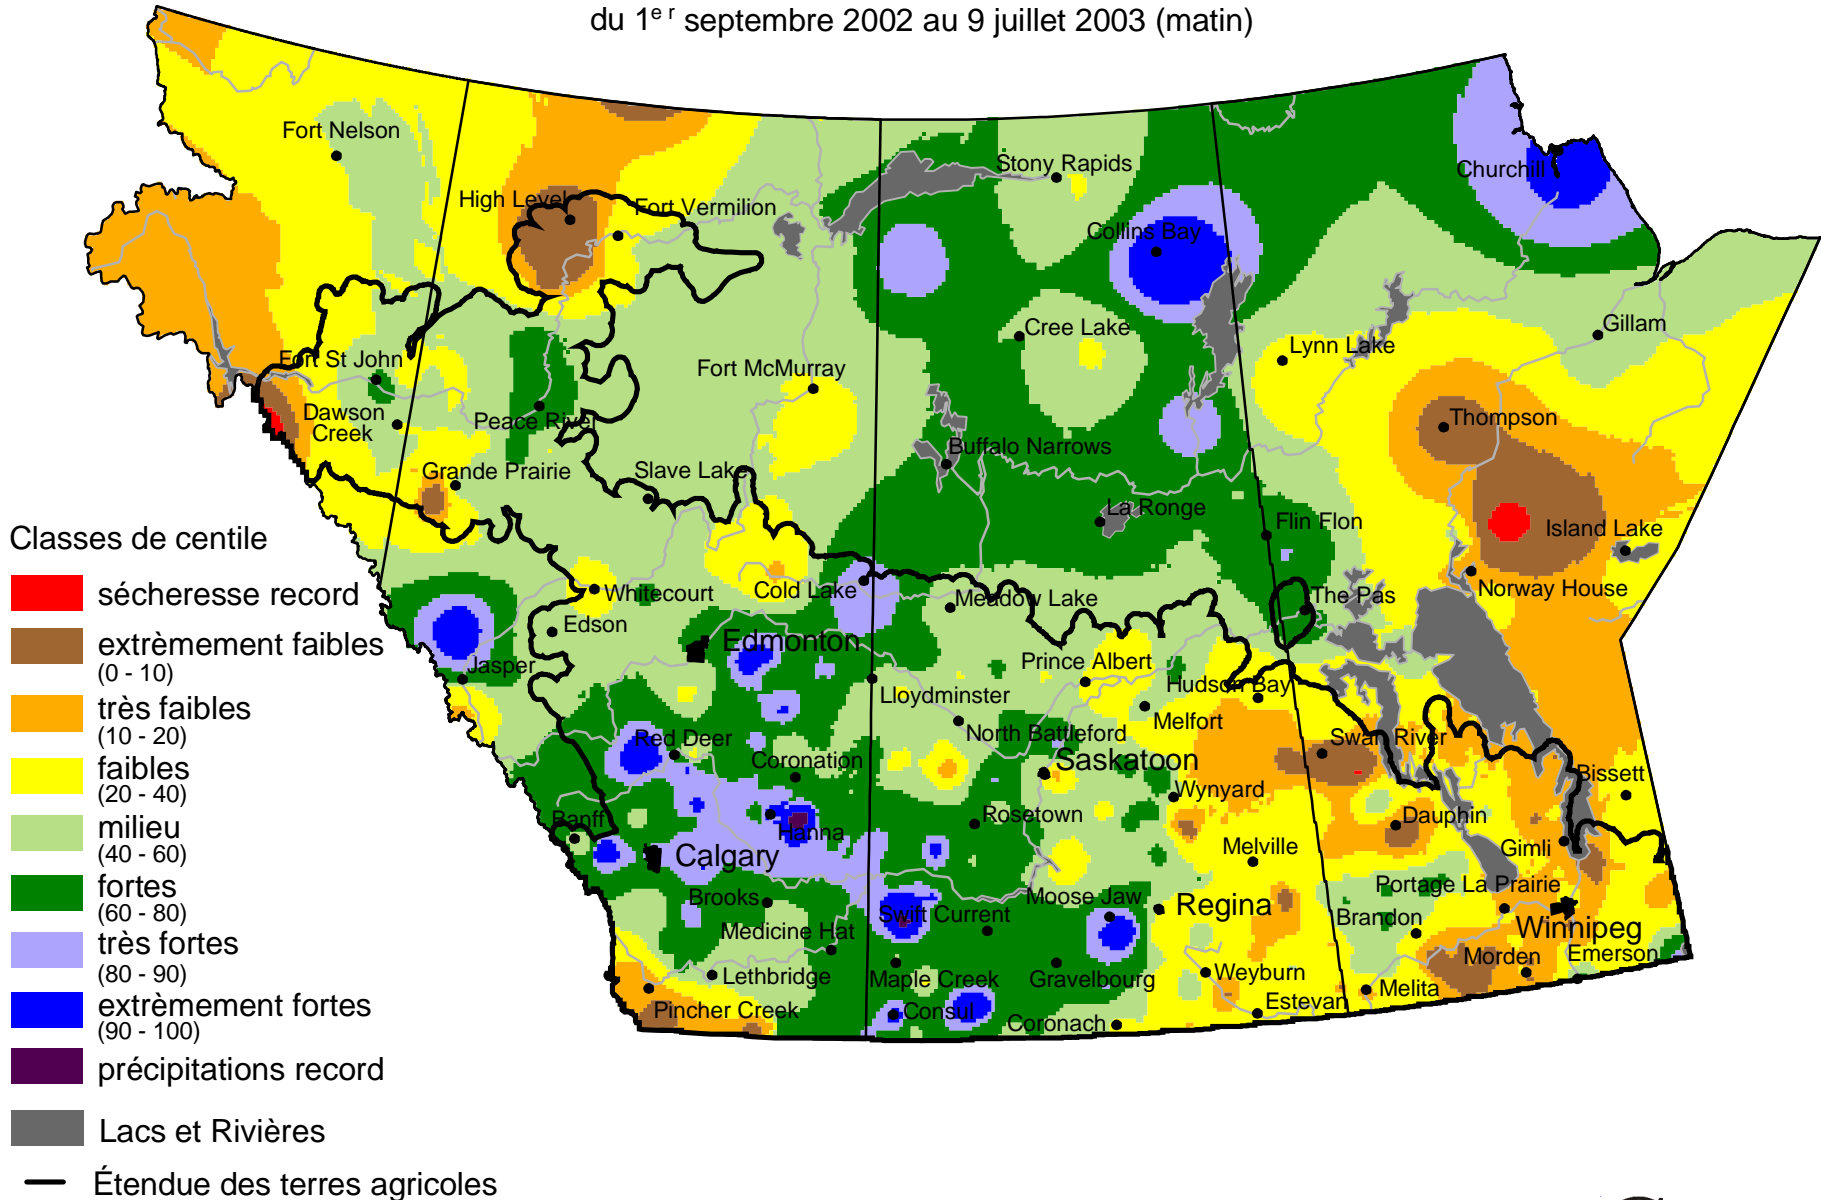 du 1er septembre 2002 au 9 juillet 2003 (matin)
Fort Nelson
High Level
Fort Vermilion
Stony Rapids
Churchill
Collins Bay
Fort St John
Fort McMurray
Cree Lake
Lynn Lake
Gillam
Dawson
Creek
Peace River
Thompson
Buffalo Narrows
Grande Prairie
Slave Lake
La Ronge
Flin Flon
Island Lake
Norway House
Whitecourt
Cold Lake
Meadow Lake
The Pas
Edson
Edmonton
Jasper
Prince Albert
Hudson Bay
Lloydminster
Melfort
North Battleford
Red Deer
Coronation
Saskatoon
Swan River
Bissett
Wynyard
Banff
Hanna
Rosetown
Dauphin
Gimli
Calgary
Melville
Brooks
Moose Jaw
Regina
Portage La Prairie
Swift Current
Brandon
Winnipeg
Medicine Hat
Lethbridge
Maple Creek
Gravelbourg
Weyburn
Morden
Emerson
Pincher Creek
Consul
Coronach
Estevan
Melita
Classes de centile
sécheresse record
extrèmement faibles
(0 - 10)
très faibles
(10 - 20)
faibles
(20 - 40)
milieu
(40 - 60)
fortes
(60 - 80)
très fortes
(80 - 90)
extrèmement fortes
(90 - 100)
précipitations record
Lacs et Rivières
Étendue des terres agricoles